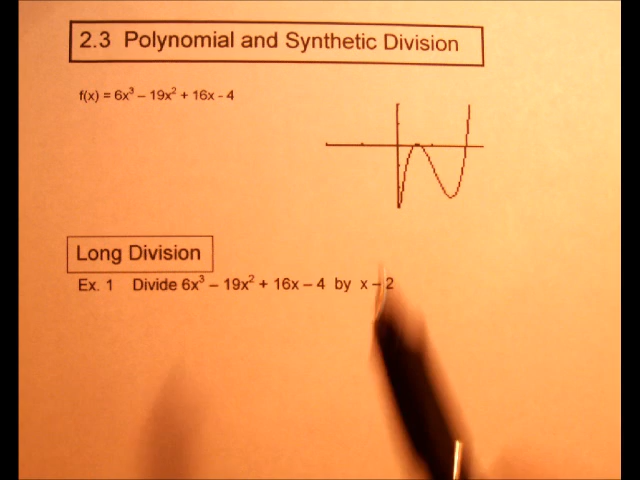 2.3 Polynomial and Synthetic Division
f(x) = 6x³ – 19x² + 16x - 4
Long Division
Ex. 1 Divide 6x³ – 19x² + 16x – 4 by x – 2